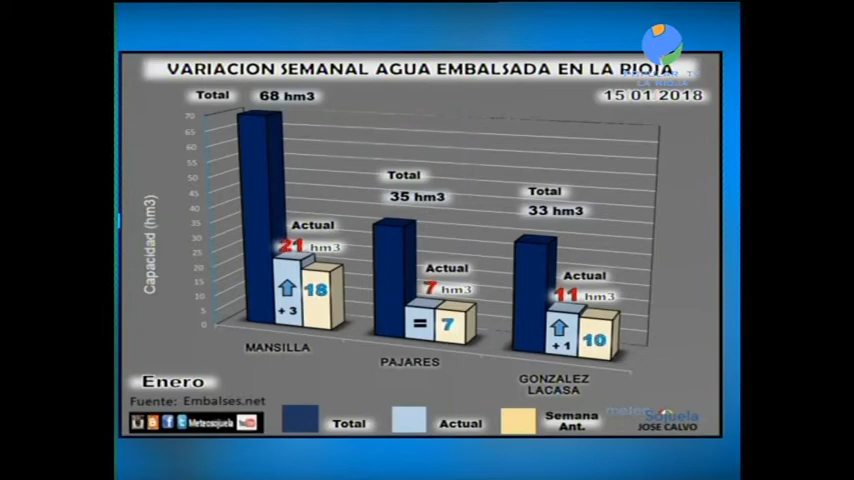 VARIACION SEMANAL AGUA EMBALSADA EN LA RIOJA
LA RIOJA
15 01 2018
Total 68 hm3
70
65
60
55
50
45
40
35
30
25
20
15
10
5
0
Capacidad (hm3)
Total
35 hm3
Total
33 hm3
Actual
21 hm3
Actual
7 hm3
Actual
11 hm3
+ 3
18
=
7
+ 1
10
MANSILLA
PAJARES
GONZALEZ
LACASA
Enero
Fuente: Embalses.net
Meteosojuela
Total
Actual
Semana
Ant.
meteo
Sojuela
JOSE CALVO